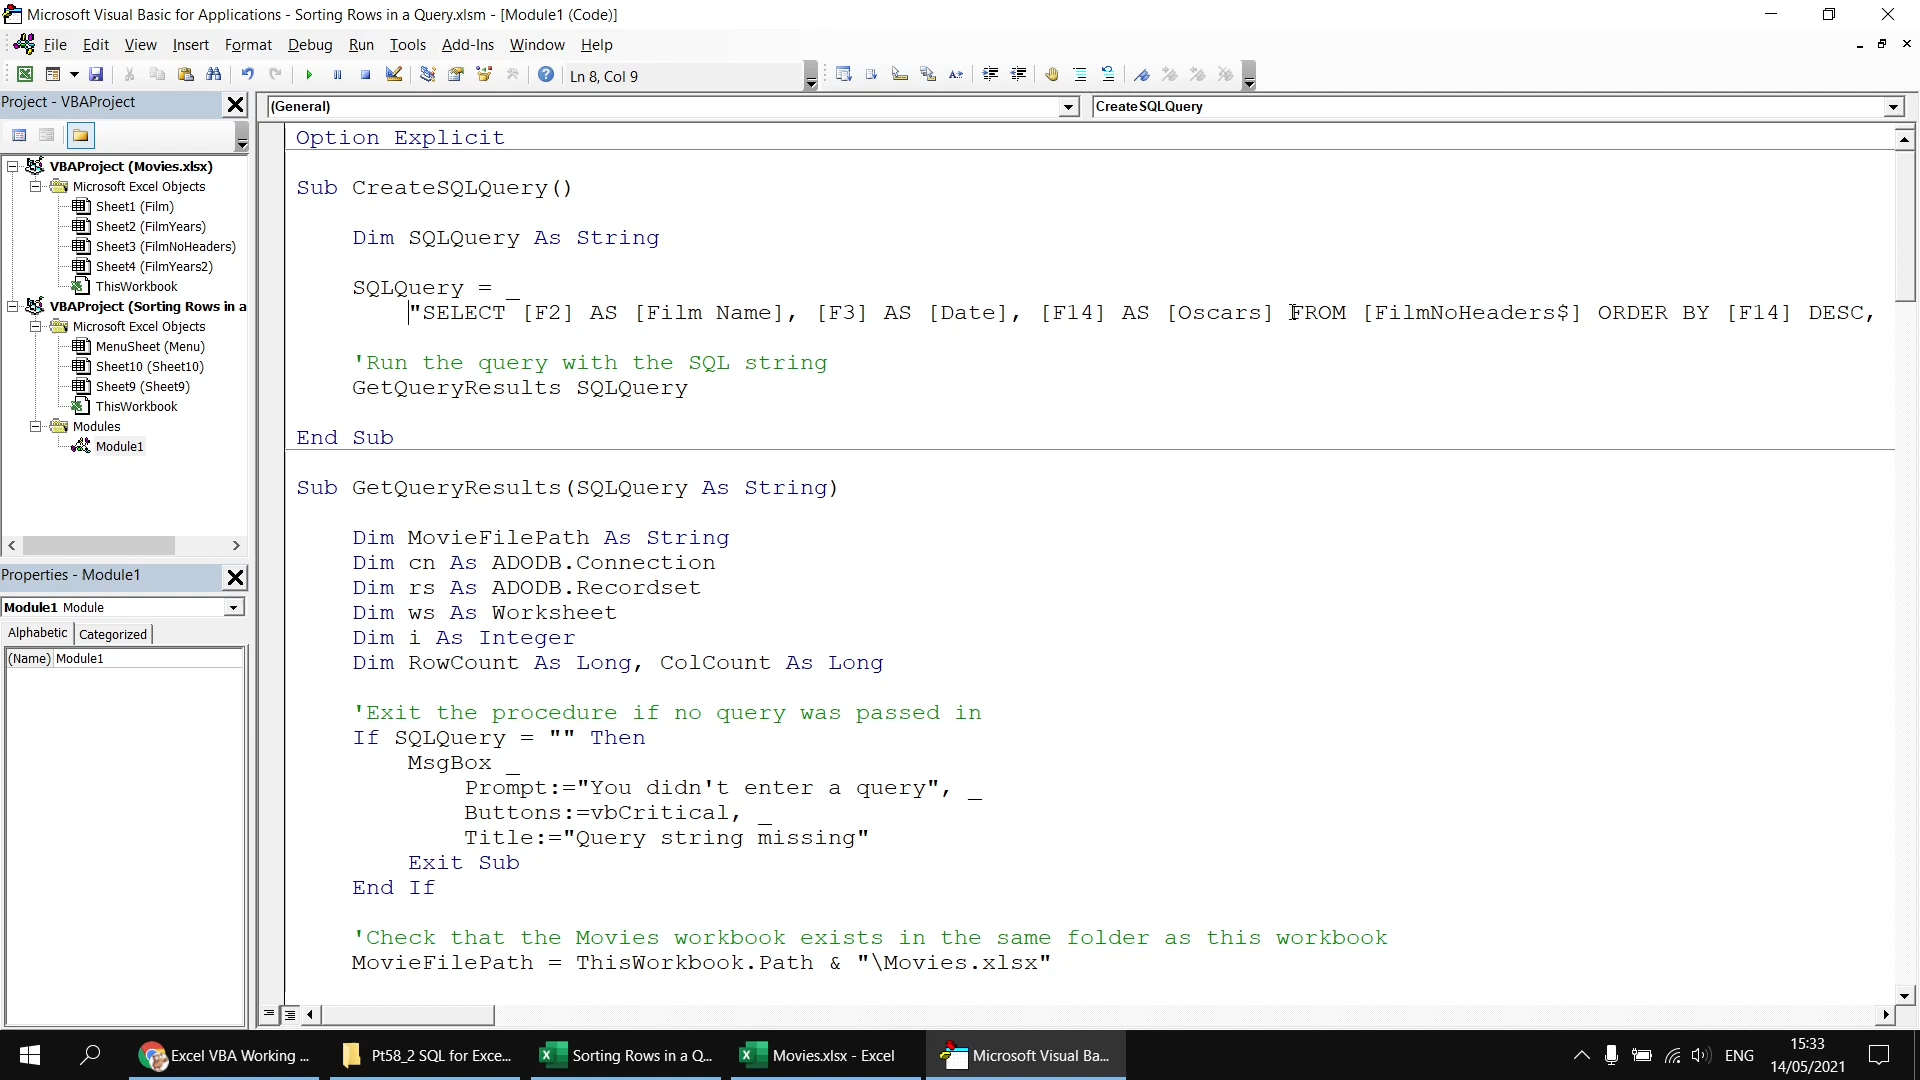 Microsoft Visual Basic for Applications - Sorting Rows in a Query.xlsm - [Module1 (Code)]
File Edit View Insert Format Debug Run Tools Add-Ins Window Help
Ln 8, Col 9
Project - VBAProject
(General)
CreateSQLQuery
VBAProject (Movies.xlsx)
Microsoft Excel Objects
Sheet1 (Film)
Sheet2 (FilmYears)
Sheet3 (FilmNoHeaders)
Sheet4 (FilmYears2)
ThisWorkbook
VBAProject (Sorting Rows in a
Microsoft Excel Objects
MenuSheet (Menu)
Sheet10 (Sheet10)
Sheet9 (Sheet9)
ThisWorkbook
Modules
Module1
Properties - Module1
Module1 Module
Alphabetic Categorized
(Name) Module1
Option Explicit
Sub CreateSQLQuery()
Dim SQLQuery As String
SQLQuery = _
"SELECT [F2] AS [Film Name], [F3] AS [Date], [F14] AS [Oscars] FROM [FilmNoHeaders$] ORDER BY [F14] DESC,
'Run the query with the SQL string
GetQueryResults SQLQuery
End Sub
Sub GetQueryResults(SQLQuery As String)
Dim MovieFilePath As String
Dim cn As ADODB.Connection
Dim rs As ADODB.Recordset
Dim ws As Worksheet
Dim i As Integer
Dim RowCount As Long, ColCount As Long
'Exit the procedure if no query was passed in
If SQLQuery = "" Then
MsgBox _
Prompt:="You didn't enter a query", _
Buttons:=vbCritical, _
Title:="Query string missing"
Exit Sub
End If
'Check that the Movies workbook exists in the same folder as this workbook
MovieFilePath = ThisWorkbook.Path & "\Movies.xlsx"
Excel VBA Working ...
Pt58_2 SQL for Exce...
Sorting Rows in a Q...
Movies.xlsx - Excel
Microsoft Visual Ba...
ENG
15:33
14/05/2021